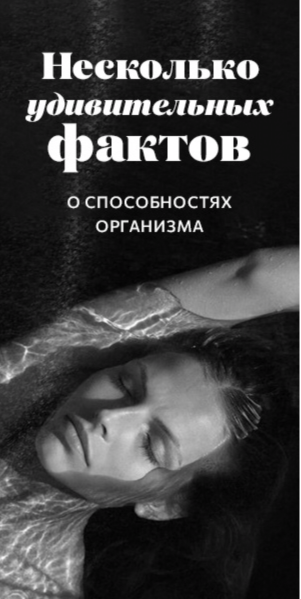 Несколько
удивительных
фактов
О СПОСОБНОСТЯХ
ОРГАНИЗМА